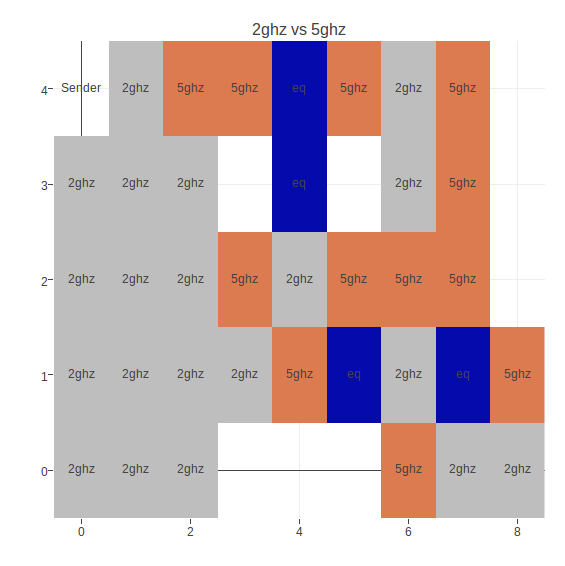 2ghz vs 5ghz
4 Sender 2ghz 5ghz 5ghz eq 5ghz 2ghz 5ghz
3 2ghz 2ghz 2ghz eq 2ghz 5ghz
2 2ghz 2ghz 2ghz 5ghz 2ghz 5ghz 5ghz 5ghz
1 2ghz 2ghz 2ghz 2ghz 5ghz eq 2ghz eq 5ghz
0 2ghz 2ghz 2ghz 5ghz 2ghz 2ghz
0 2 4 6 8